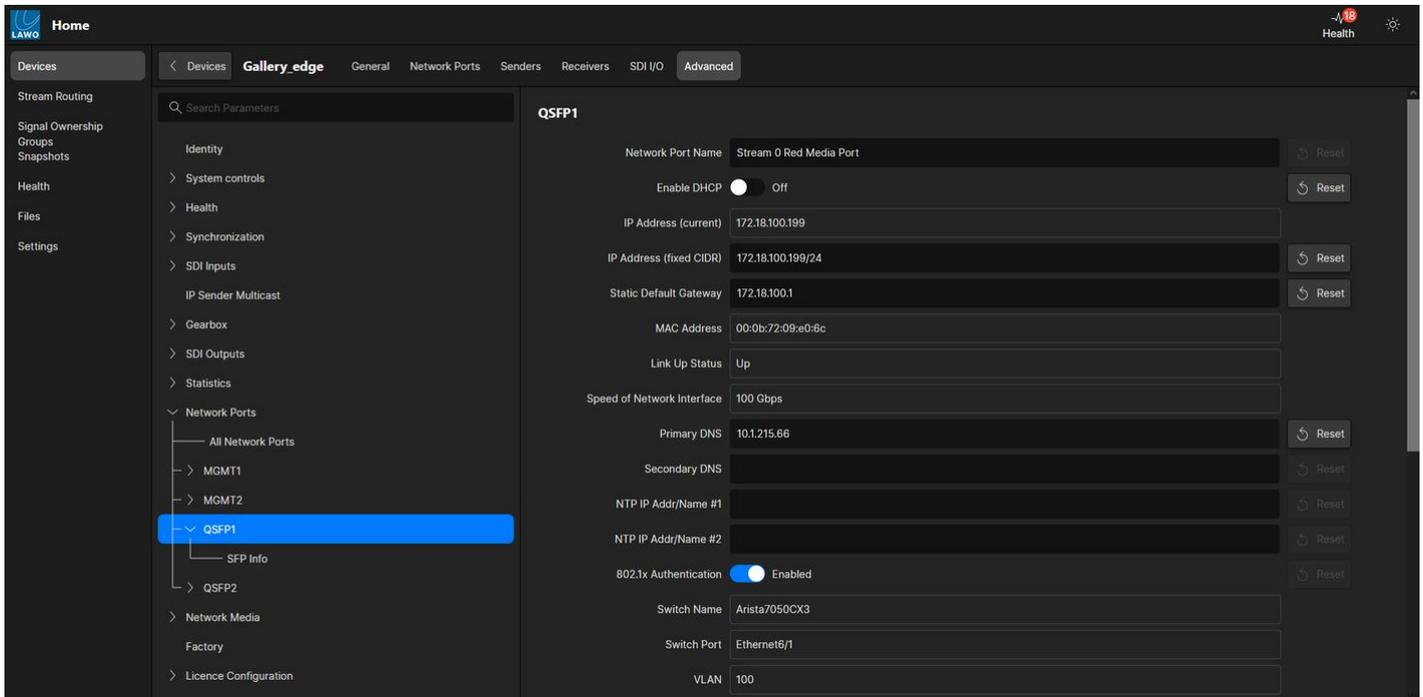 LAWO
Home
18
Health
Devices
Stream Routing
Signal Ownership
Groups
Snapshots
Health
Files
Settings
Devices
Gallery_edge
General
Network Ports
Senders
Receivers
SDI I/O
Advanced
Search Parameters
Identity
System controls
Health
Synchronization
SDI Inputs
IP Sender Multicast
Gearbox
SDI Outputs
Statistics
Network Ports
All Network Ports
MGMT1
MGMT2
QSFP1
SFP Info
QSFP2
Network Media
Factory
Licence Configuration
QSFP1
Network Port Name Stream 0 Red Media Port Reset
Enable DHCP Off Reset
IP Address (current) 172.18.100.199
IP Address (fixed CIDR) 172.18.100.199/24 Reset
Static Default Gateway 172.18.100.1 Reset
MAC Address 00:0b:72:09:e0:6c
Link Up Status Up
Speed of Network Interface 100 Gbps
Primary DNS 10.1.215.66 Reset
Secondary DNS Reset
NTP IP Addr/Name #1 Reset
NTP IP Addr/Name #2 Reset
802.1x Authentication Enabled Reset
Switch Name Arista7050CX3
Switch Port Ethernet6/1
VLAN 100